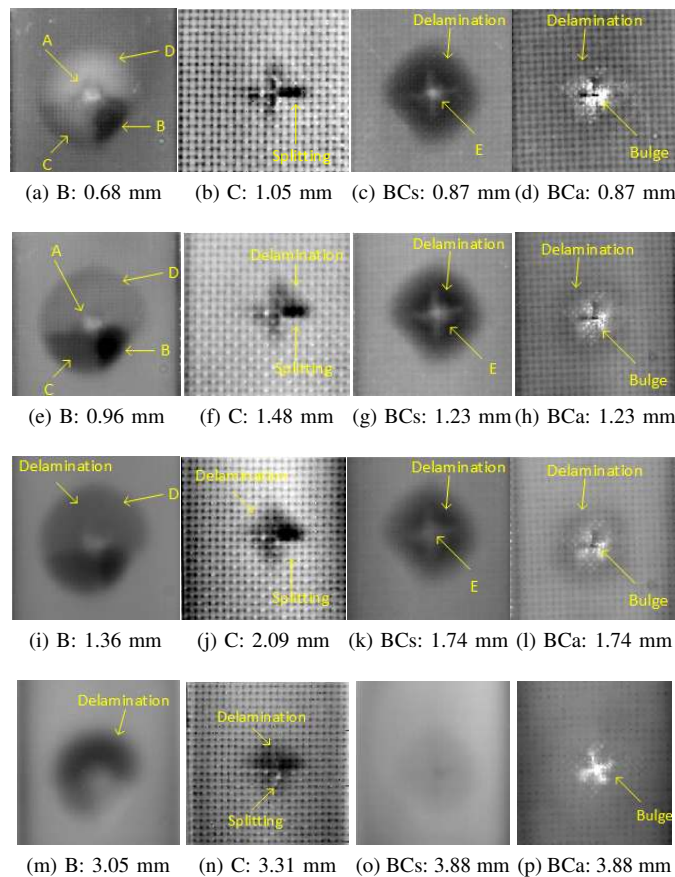 A
D
B
C
Splitting
Delamination
E
Delamination
Bulge
(a) B: 0.68 mm (b) C: 1.05 mm (c) BCs: 0.87 mm (d) BCa: 0.87 mm
A
D
B
C
Delamination
Splitting
Delamination
E
Delamination
Bulge
(e) B: 0.96 mm (f) C: 1.48 mm (g) BCs: 1.23 mm (h) BCa: 1.23 mm
Delamination
D
Delamination
Splitting
Delamination
E
Delamination
Bulge
(i) B: 1.36 mm (j) C: 2.09 mm (k) BCs: 1.74 mm (l) BCa: 1.74 mm
Delamination
Delamination
Splitting
Bulge
(m) B: 3.05 mm (n) C: 3.31 mm (o) BCs: 3.88 mm (p) BCa: 3.88 mm